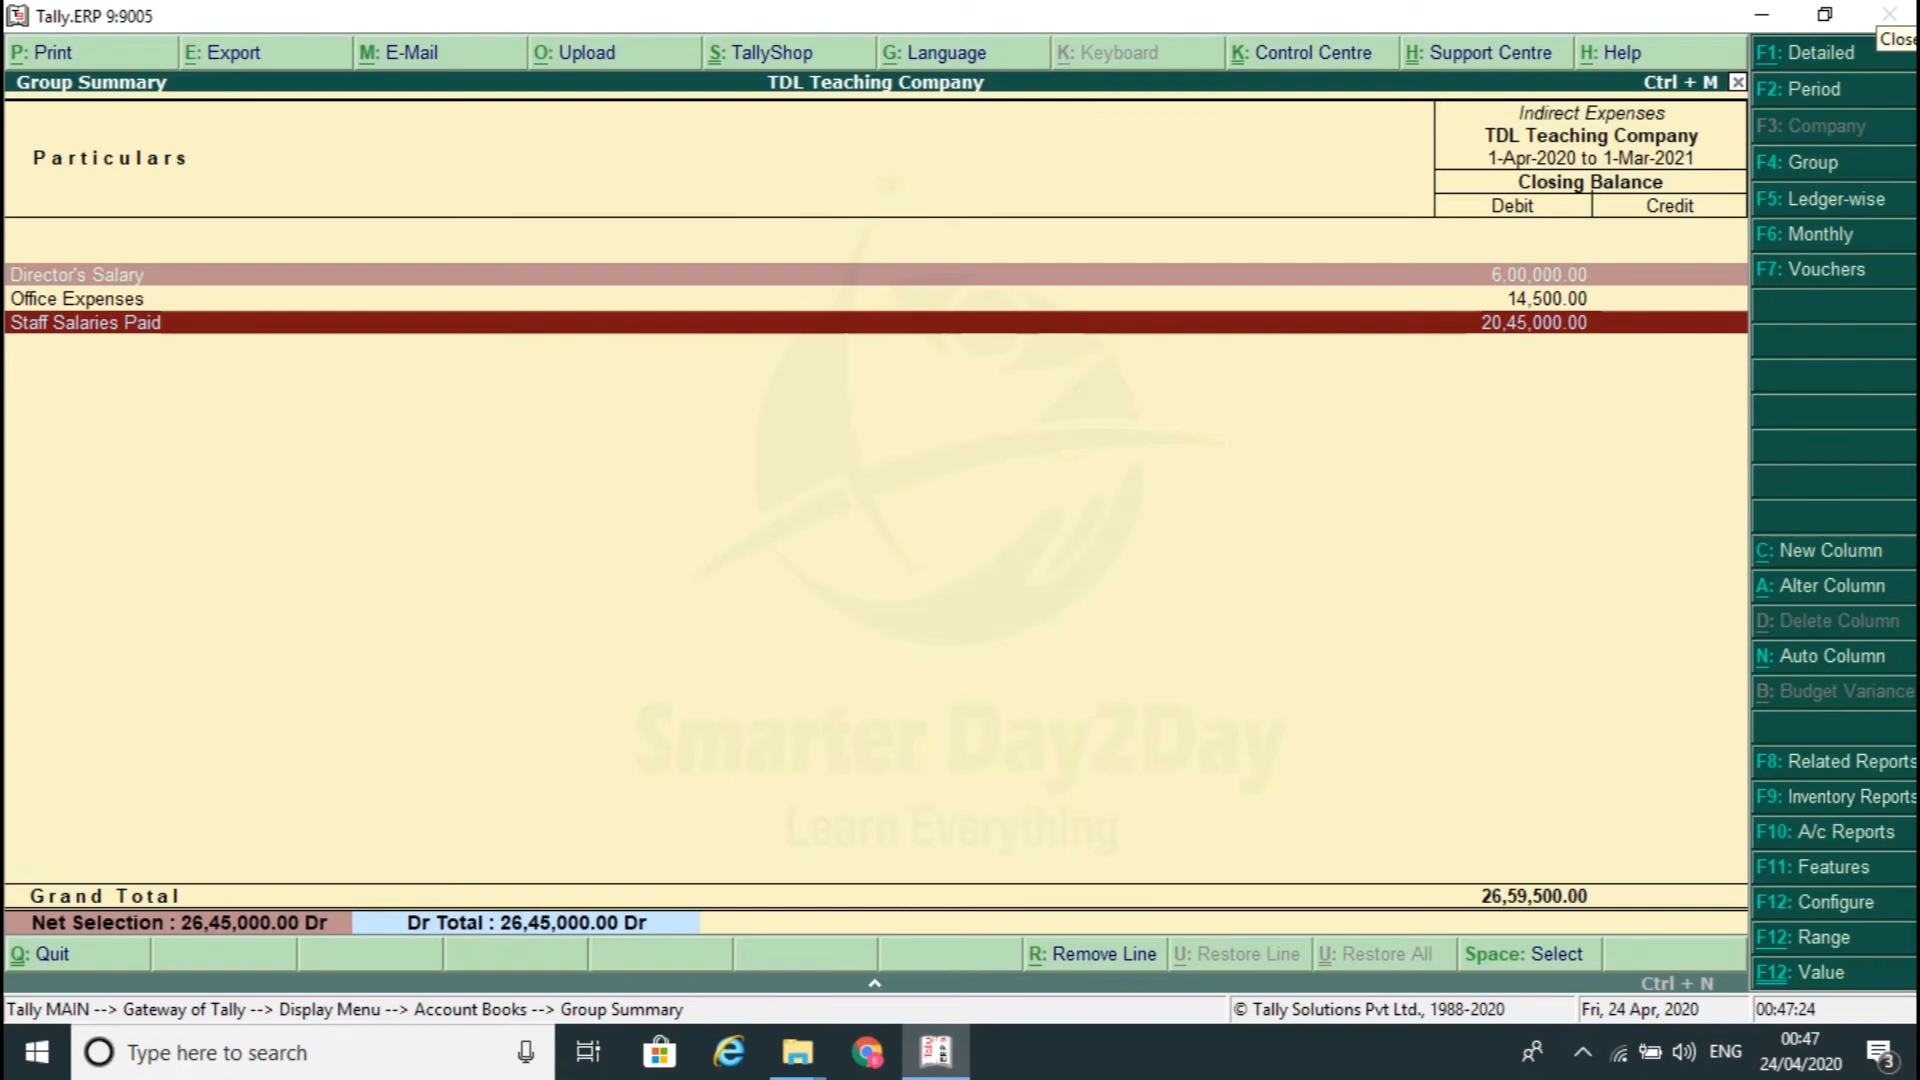 Tally.ERP 9:9005
Close
P: Print E: Export M: E-Mail O: Upload S: TallyShop G: Language K: Keyboard K: Control Centre H: Support Centre H: Help
Group Summary TDL Teaching Company Ctrl + M
Particulars
Indirect Expenses
TDL Teaching Company
1-Apr-2020 to 1-Mar-2021
Closing Balance
Debit Credit
Director's Salary 6,00,000.00
Office Expenses 14,500.00
Staff Salaries Paid 20,45,000.00
Smarter Day2Day
Learn Everything
Grand Total 26,59,500.00
Net Selection : 26,45,000.00 Dr Dr Total : 26,45,000.00 Dr
Q: Quit R: Remove Line U: Restore Line U: Restore All Space: Select
Ctrl + N
F1: Detailed
F2: Period
F3: Company
F4: Group
F5: Ledger-wise
F6: Monthly
F7: Vouchers
C: New Column
A: Alter Column
D: Delete Column
N: Auto Column
B: Budget Variance
F8: Related Reports
F9: Inventory Reports
F10: A/c Reports
F11: Features
F12: Configure
F12: Range
F12: Value
Tally MAIN --> Gateway of Tally --> Display Menu --> Account Books --> Group Summary © Tally Solutions Pvt Ltd., 1988-2020 Fri, 24 Apr, 2020 00:47:24
Type here to search ENG 00:47
24/04/2020 3